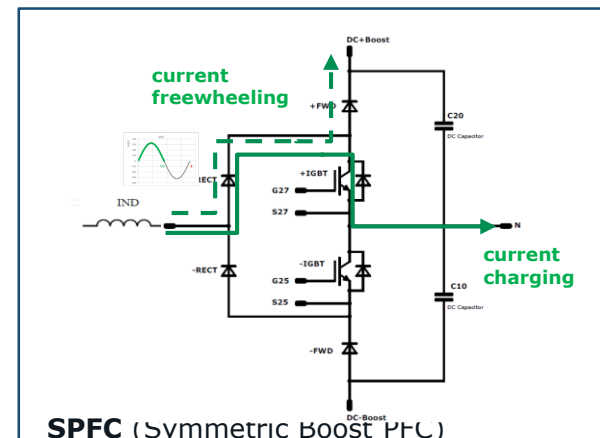 DC+Boost
current
freewheeling
+FWD
C20
DC Capacitor
RECT
+IGBT
G27
IND
S27
N
-IGBT
current
charging
-RECT
G25
C10
S25
DC Capacitor
-FWD
DC-Boost
SPFC (Symmetric Boost PFC)